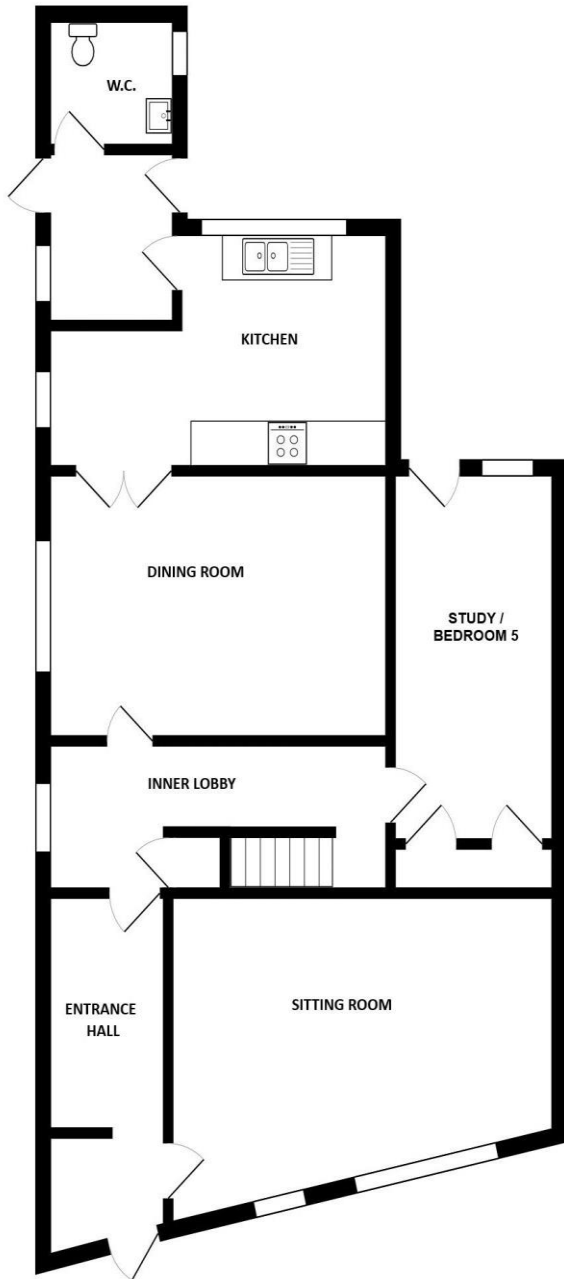 W.C.
KITCHEN
DINING ROOM
STUDY /
BEDROOM 5
INNER LOBBY
ENTRANCE
HALL
SITTING ROOM